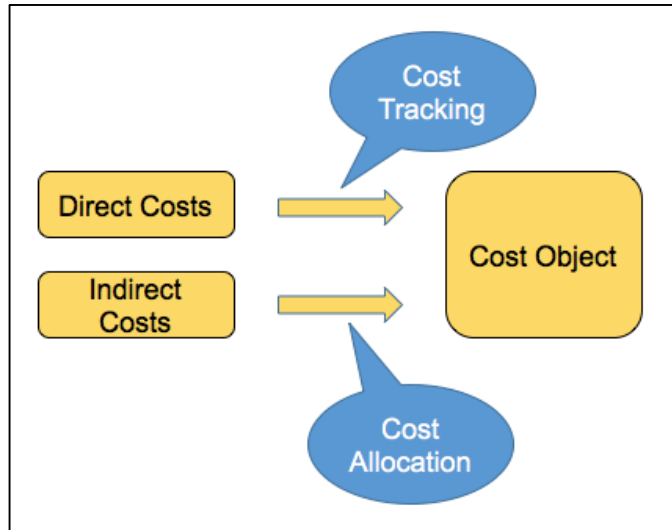 Cost
Tracking
Direct Costs
Cost Object
Indirect
Costs
Cost
Allocation